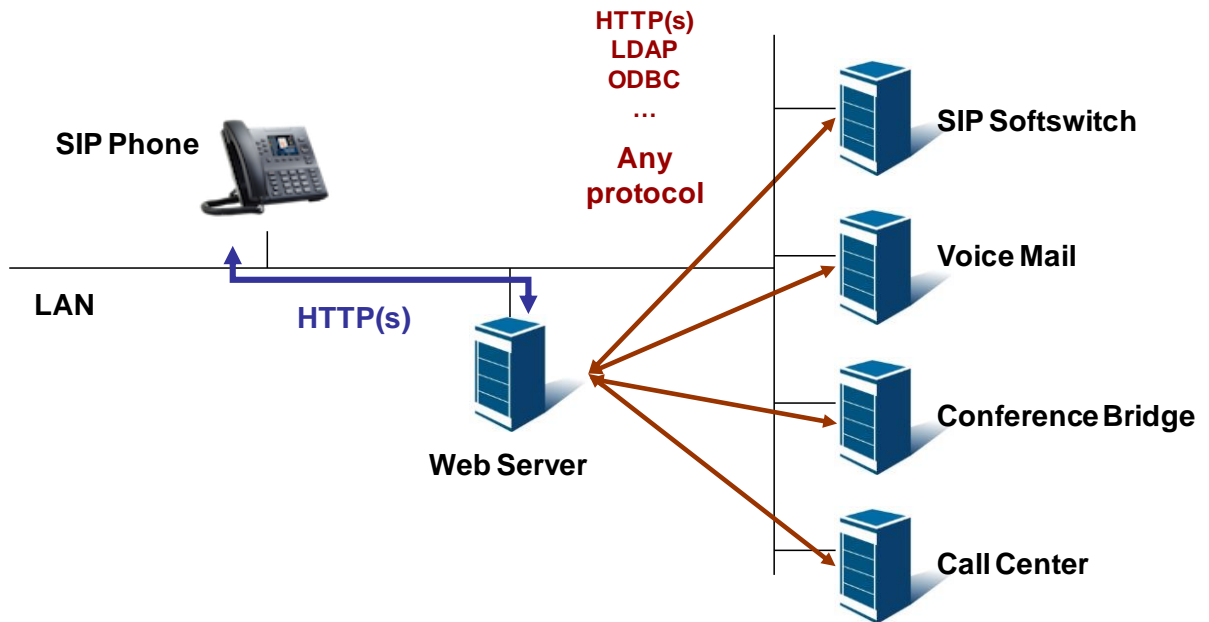 HTTP(s)
LDAP
ODBC
...
Any
protocol
SIP Phone
SIP Softswitch
Voice Mail
LAN
HTTP(s)
Conference Bridge
Web Server
Call Center